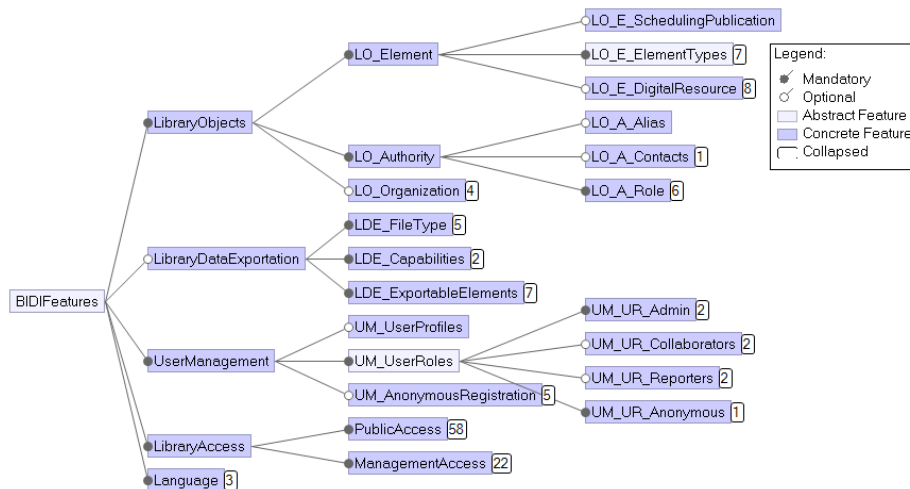 LO_E_SchedulingPublication
LO_Element
LO_E_ElementTypes 7
LO_E_DigitalResource 8
LibraryObjects
LO_A_Alias
LO_Authority
LO_A_Contacts 1
LO_Organization 4
LO_A_Role 6
LDE_FileType 5
LibraryDataExportation
LDE_Capabilities 2
LDE_ExportableElements 7
BIDIFeatures
UM_UR_Admin 2
UM_UserProfiles
UM_UR_Collaborators 2
UserManagement
UM_UserRoles
UM_UR_Reporters 2
UM_AnonymousRegistration 5
UM_UR_Anonymous 1
PublicAccess 58
LibraryAccess
ManagementAccess 22
Language 3
Legend:
Mandatory
Optional
Abstract Feature
Concrete Feature
Collapsed